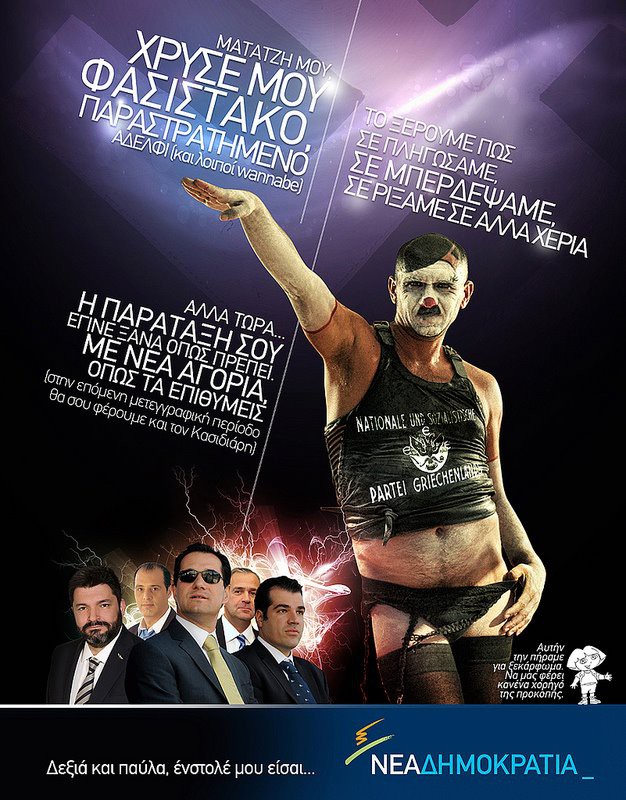 ΜΑΤΑΤΖΗ ΜΟΥ,
ΧΡΥΣΕ ΜΟΥ
ΦΑΣΙΣΤΑΚΟ,
ΠΑΡΑΣΤΡΑΤΗΜΕΝΟ
ΑΔΕΛΦΙ (και λοιποί wannabe)
ΤΟ ΞΕΡΟΥΜΕ ΠΩΣ
ΣΕ ΠΛΗΓΩΣΑΜΕ,
ΣΕ ΜΠΕΡΔΕΨΑΜΕ,
ΣΕ ΡΙΞΑΜΕ ΣΕ ΑΛΛΑ ΧΕΡΙΑ
ΑΛΛΑ ΤΩΡΑ...
Η ΠΑΡΑΤΑΞΗ ΣΟΥ
ΕΓΙΝΕ ΞΑΝΑ ΟΠΩΣ ΠΡΕΠΕΙ.
ΜΕ ΝΕΑ ΑΓΟΡΙΑ,
ΟΠΩΣ ΤΑ ΕΠΙΘΥΜΕΙΣ
(στην επόμενη μετεγγραφική περίοδο
θα σου φέρουμε και τον Κασιδιάρη)
NATIONALE UND SOZIALISTISCHE
PARTEI GRIECHENLANDS
Αυτήν
την πήραμε
για ξεκάρφωμα.
Να μας φέρει
κανένα χορηγό
της προκοπής.
Δεξιά και παύλα, ένστολέ μου είσαι...
ΝΕΑΔΗΜΟΚΡΑΤΙΑ_